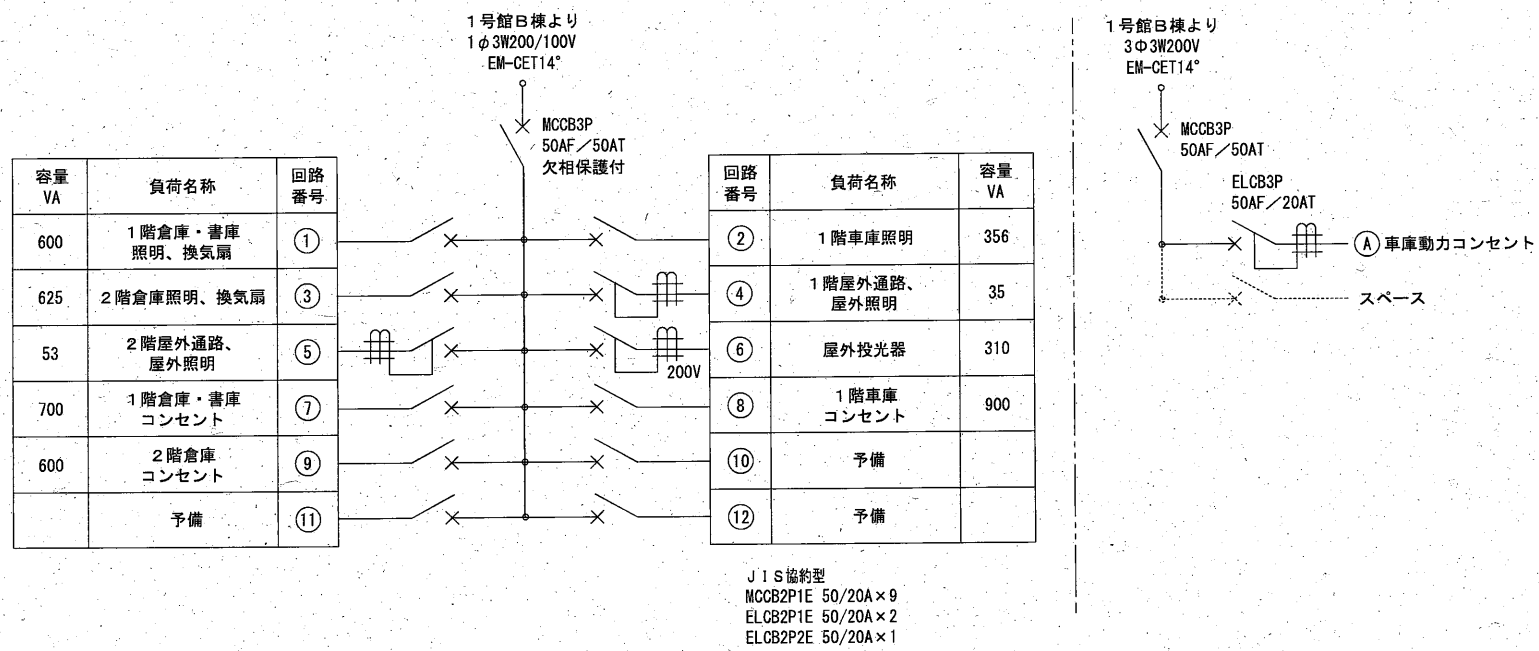 1号館B棟より
1φ3W200/100V
EM-CET14°
MCCB3P
50AF/50AT
欠相保護付
容量
VA
負荷名称
回路
番号
600
1階倉庫・書庫
照明、換気扇
①
625
2階倉庫照明、換気扇
③
53
2階屋外通路、
屋外照明
⑤
700
1階倉庫・書庫
コンセント
⑦
600
2階倉庫
コンセント
⑨
予備
⑪
回路
番号
負荷名称
容量
VA
②
1階車庫照明
356
④
1階屋外通路、
屋外照明
35
⑥
屋外投光器
310
200V
⑧
1階車庫
コンセント
900
⑩
予備
⑫
予備
JIS協約型
MCCB2P1E 50/20A×9
ELCB2P1E 50/20A×2
ELCB2P2E 50/20A×1
1号館B棟より
3Φ3W200V
EM-CET14°
MCCB3P
50AF/50AT
ELCB3P
50AF/20AT
Ⓐ車庫動力コンセント
スペース